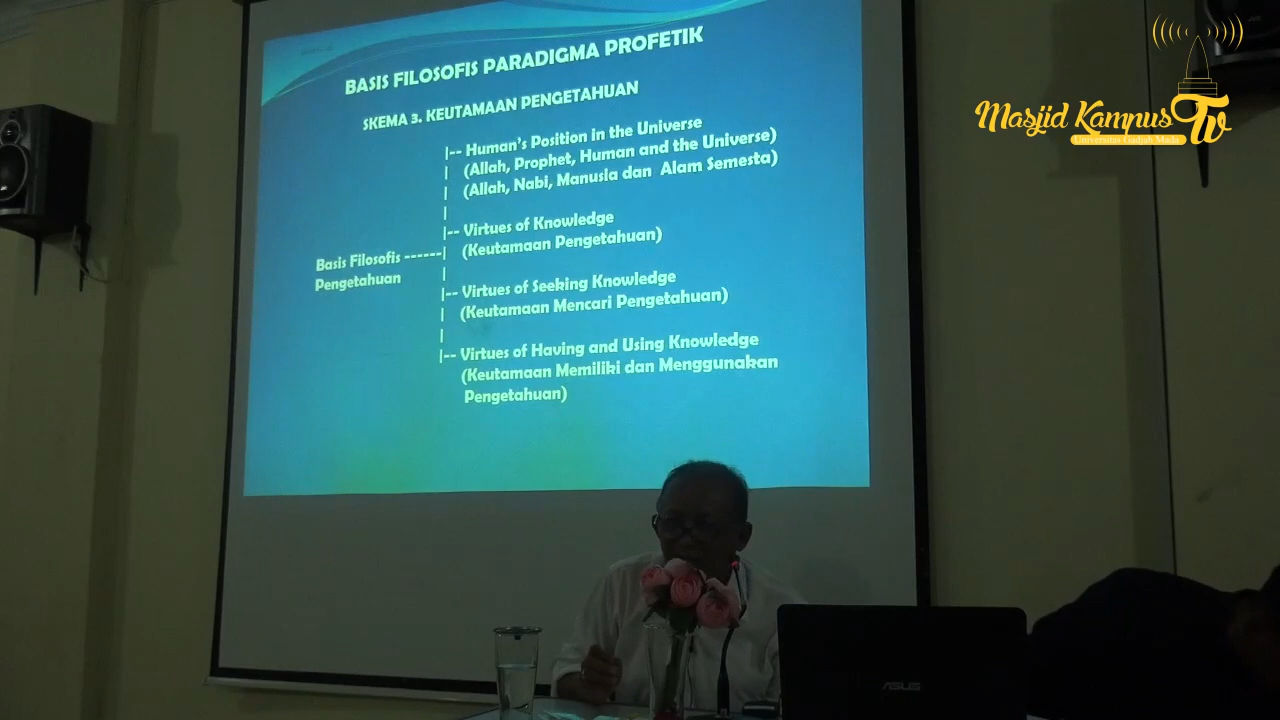 BASIS FILOSOFIS PARADIGMA PROFETIK
SKEMA 3. KEUTAMAAN PENGETAHUAN
|-- Human's Position in the Universe
| (Allah, Prophet, Human and the Universe)
| (Allah, Nabi, Manusia dan Alam Semesta)
|
|-- Virtues of Knowledge
Basis Filosofis ------| (Keutamaan Pengetahuan)
Pengetahuan |
|-- Virtues of Seeking Knowledge
| (Keutamaan Mencari Pengetahuan)
|
|-- Virtues of Having and Using Knowledge
(Keutamaan Memiliki dan Menggunakan
Pengetahuan)
Masjid Kampus Tv
Universitas Gadjah Mada
ASUS